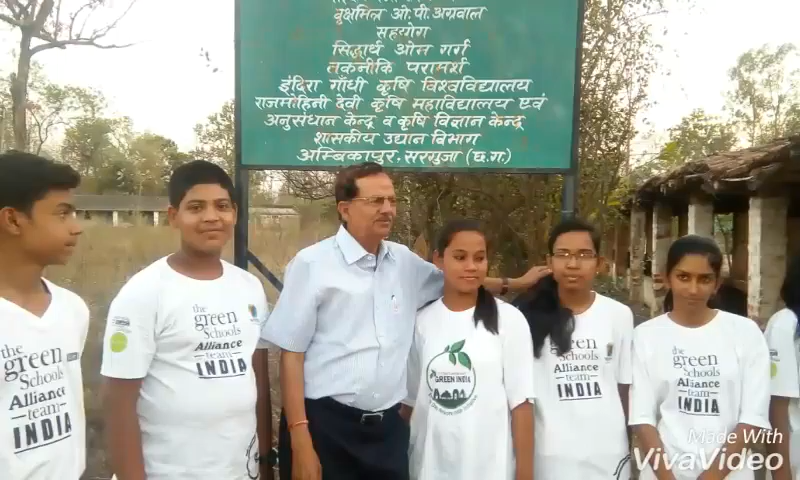 वृक्षमित्र ओ.पी.अग्रवाल
सहयोग
सिद्धार्थ ओम गर्ग
तकनीकि परामर्श
इंदिरा गाँधी कृषि विश्वविद्यालय
राजमोहिनी देवी कृषि महाविद्यालय एवं
अनुसंधान केन्द्र व कृषि विज्ञान केन्द्र
शासकीय उद्यान विभाग
अम्बिकापुर, सरगुजा (छ.ग.)
the
green
Schools
Alliance
team
INDIA
the
green
Schools
Alliance
team
INDIA
GREEN INDIA
the
green
Schools
Alliance
team
INDIA
the
green
Schools
Alliance
team
INDIA
Made With
VivaVideo